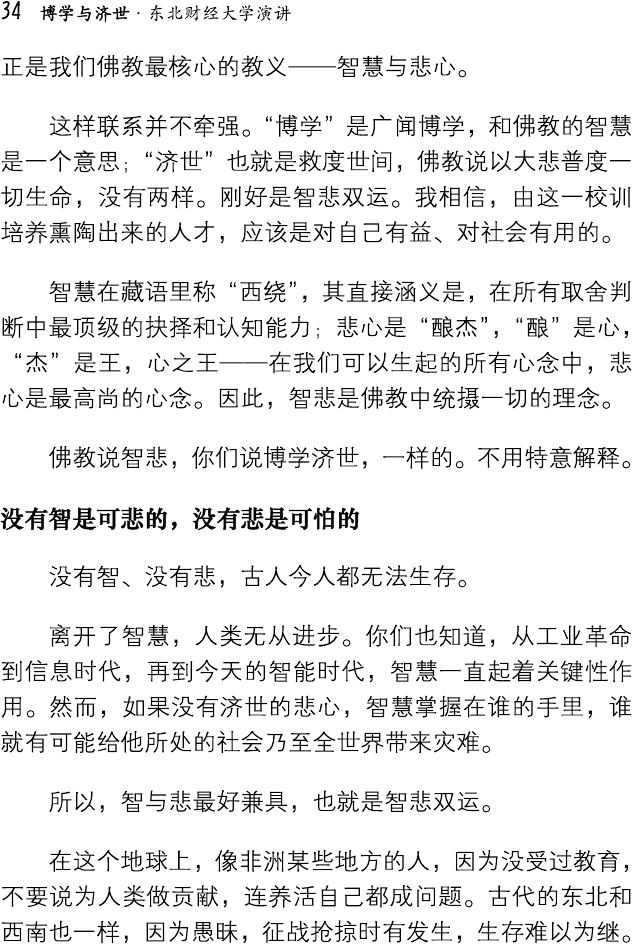 34 博学与济世·东北财经大学演讲
正是我们佛教最核心的教义——智慧与悲心。
这样联系并不牵强。“博学”是广闻博学，和佛教的智慧
是一个意思；“济世”也就是救度世间，佛教说以大悲普度一
切生命，没有两样。刚好是智悲双运。我相信，由这一校训
培养熏陶出来的人才，应该是对自己有益、对社会有用的。
智慧在藏语里称“西绕”，其直接涵义是，在所有取舍判
断中最顶级的抉择和认知能力；悲心是“酿杰”，“酿”是心，
“杰”是王，心之王——在我们可以生起的所有心念中，悲
心是最高尚的心念。因此，智悲是佛教中统摄一切的理念。
佛教说智悲，你们说博学济世，一样的。不用特意解释。
没有智是可悲的，没有悲是可怕的
没有智、没有悲，古人今人都无法生存。
离开了智慧，人类无从进步。你们也知道，从工业革命
到信息时代，再到今天的智能时代，智慧一直起着关键性作
用。然而，如果没有济世的悲心，智慧掌握在谁的手里，谁
就有可能给他所处的社会乃至全世界带来灾难。
所以，智与悲最好兼具，也就是智悲双运。
在这个地球上，像非洲某些地方的人，因为没受过教育，
不要说为人类做贡献，连养活自己都成问题。古代的东北和
西南也一样，因为愚昧，征战抢掠时有发生，生存难以为继。